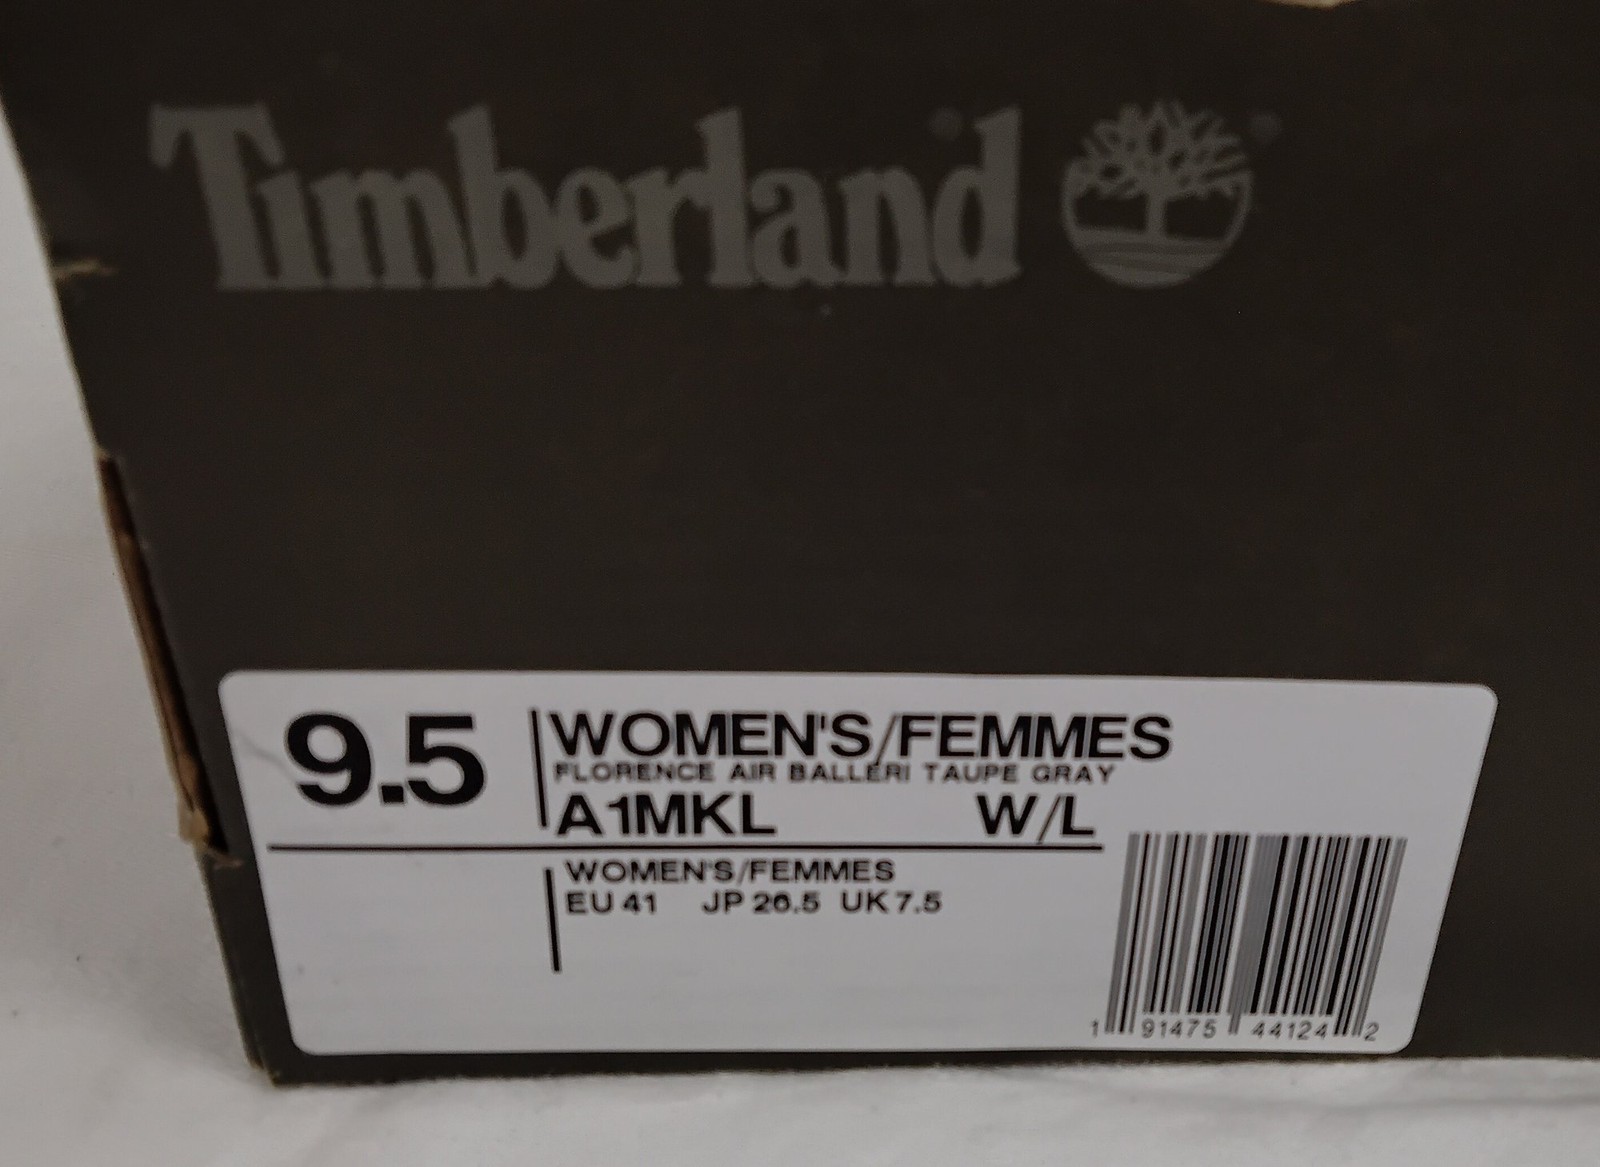 Timberland
9.5
WOMEN'S/FEMMES
FLORENCE AIR BALLERI TAUPE GRAY
A1MKL W/L
WOMEN'S/FEMMES
EU 41 JP 26.5 UK 7.5
1 91475 44124 2